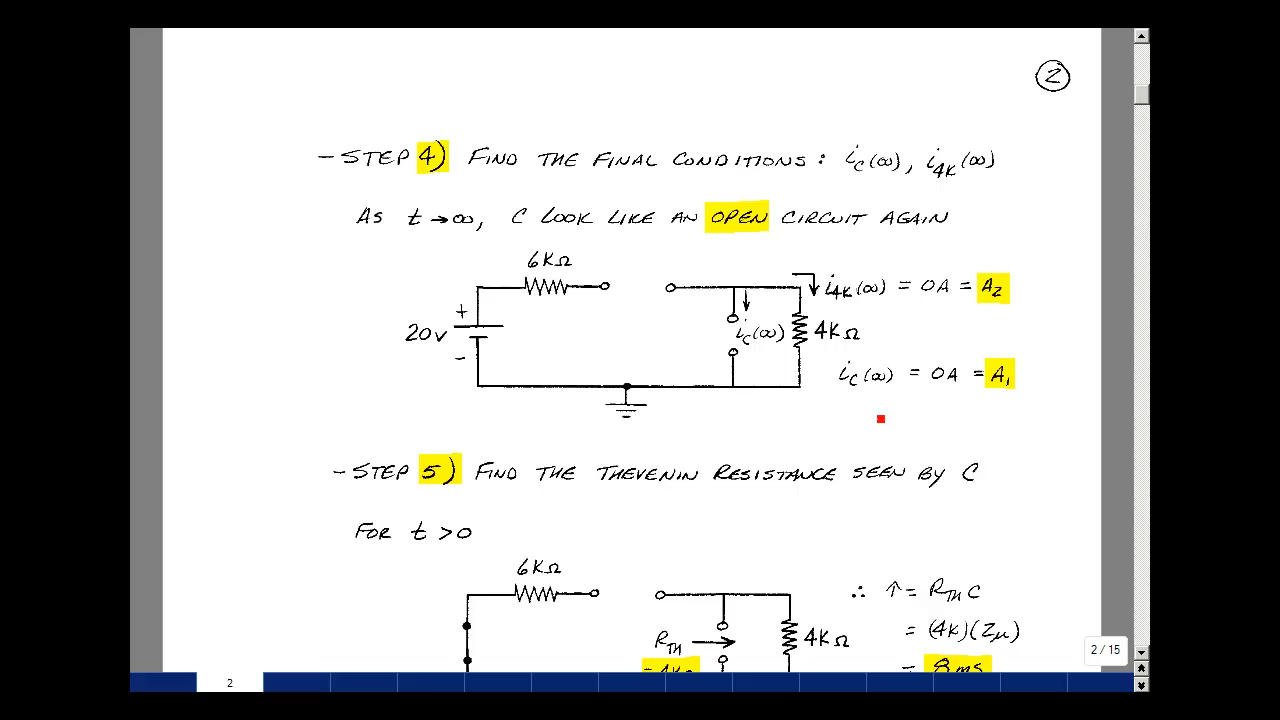 2
- STEP 4) FIND THE FINAL CONDITIONS: ic(∞), i4K(∞)
AS t→∞, C LOOK LIKE AN OPEN CIRCUIT AGAIN
6KΩ
i4K(∞) = 0A = A2
+
20V
-
ic(∞)
4KΩ
ic(∞) = 0A = A1
- STEP 5) FIND THE THEVENIN RESISTANCE SEEN BY C
FOR t > 0
6KΩ
∴ τ = RTH C
= (4K)(2μ)
RTH
4KΩ
= 8ms
2 / 15
2